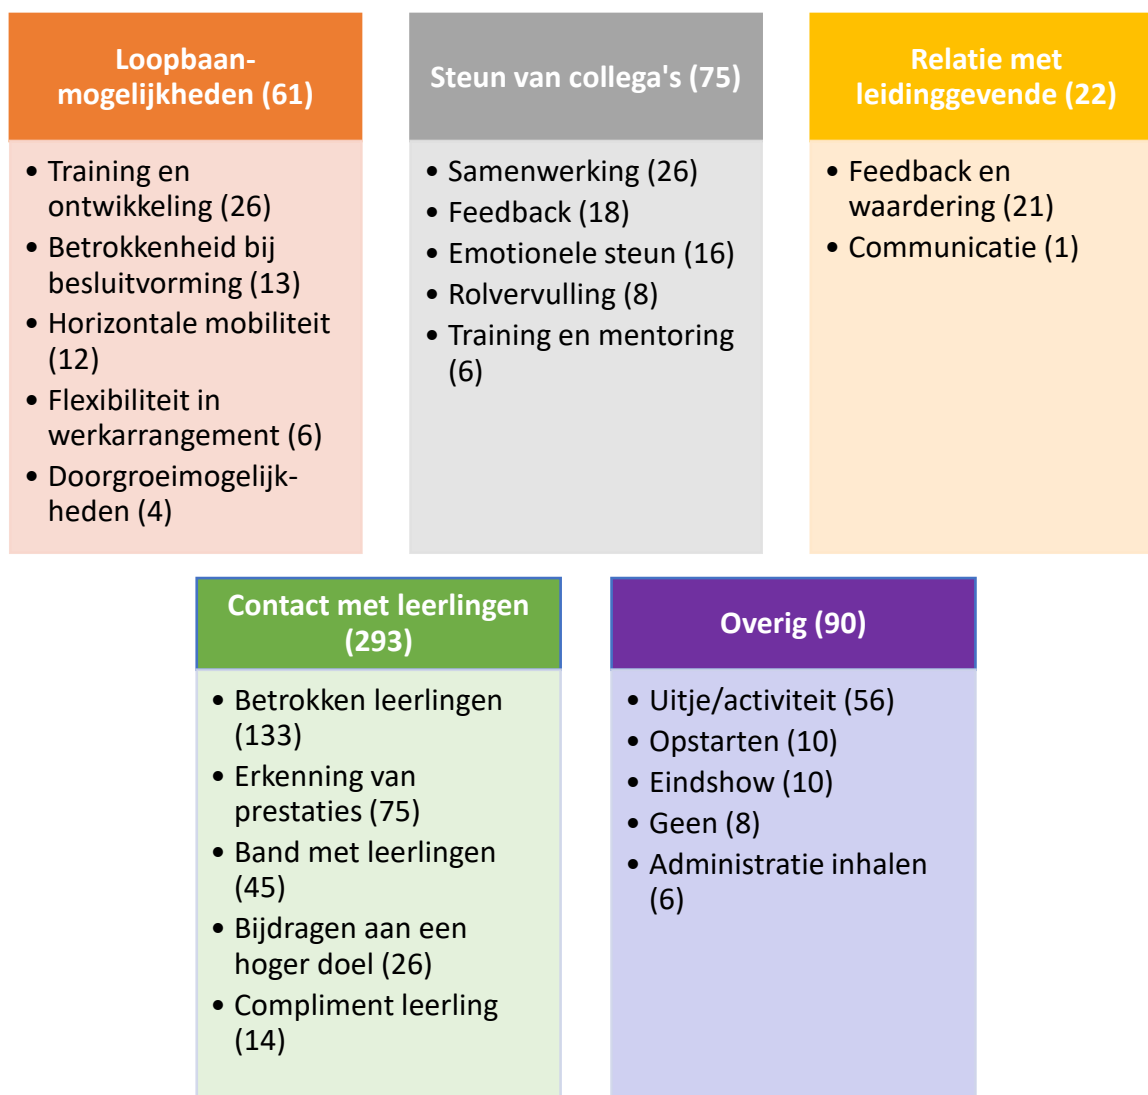 Loopbaan-
mogelijkheden (61)
• Training en
ontwikkeling (26)
• Betrokkenheid bij
besluitvorming (13)
• Horizontale mobiliteit
(12)
• Flexibiliteit in
werkarrangement (6)
• Doorgroeimogelijk-
heden (4)
Steun van collega's (75)
• Samenwerking (26)
• Feedback (18)
• Emotionele steun (16)
• Rolvervulling (8)
• Training en mentoring
(6)
Relatie met
leidinggevende (22)
• Feedback en
waardering (21)
• Communicatie (1)
Contact met leerlingen
(293)
• Betrokken leerlingen
(133)
• Erkenning van
prestaties (75)
• Band met leerlingen
(45)
• Bijdragen aan een
hoger doel (26)
• Compliment leerling
(14)
Overig (90)
• Uitje/activiteit (56)
• Opstarten (10)
• Eindshow (10)
• Geen (8)
• Administratie inhalen
(6)